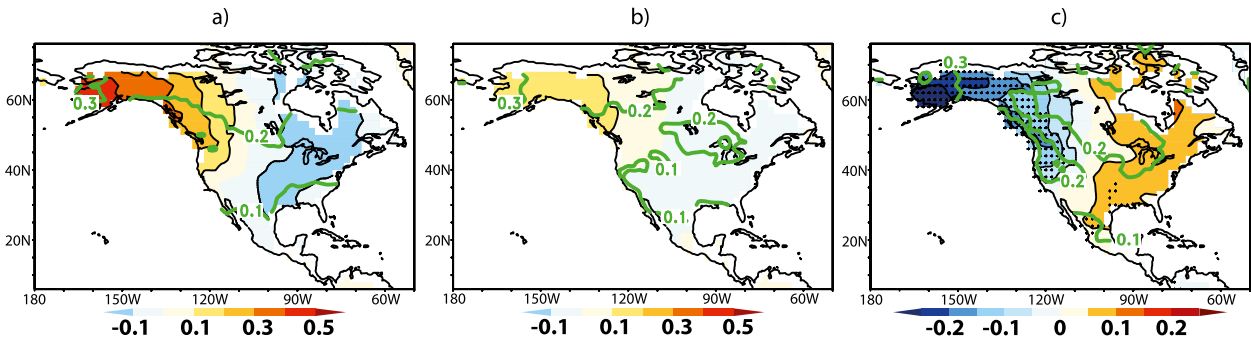 a) b) c)
0.3 0.2 0.1
0.3 0.2 0.2 0.1 0.1
0.3 0.2 0.2 0.1
60N 40N 20N
60N 40N 20N
60N 40N 20N
180 150W 120W 90W 60W
180 150W 120W 90W 60W
180 150W 120W 90W 60W
-0.1 0.1 0.3 0.5
-0.1 0.1 0.3 0.5
-0.2 -0.1 0 0.1 0.2